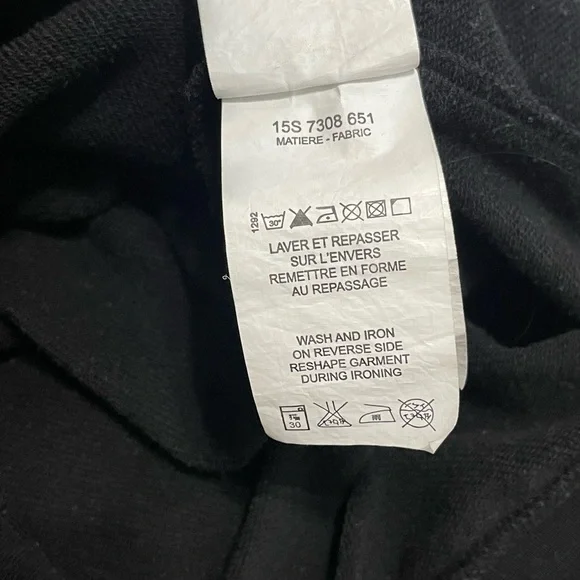 15S 7308 651
MATIERE - FABRIC
1292
30°
LAVER ET REPASSER
SUR L'ENVERS
REMETTRE EN FORME
AU REPASSAGE
WASH AND IRON
ON REVERSE SIDE
RESHAPE GARMENT
DURING IRONING
30